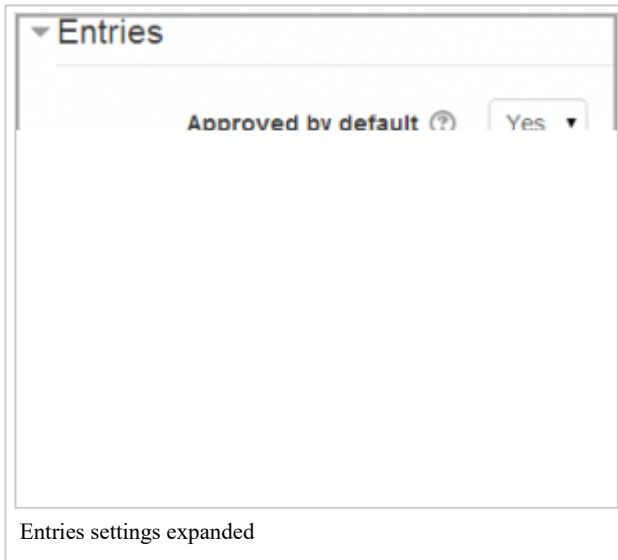 Entries
Approved by default Yes
Entries settings expanded